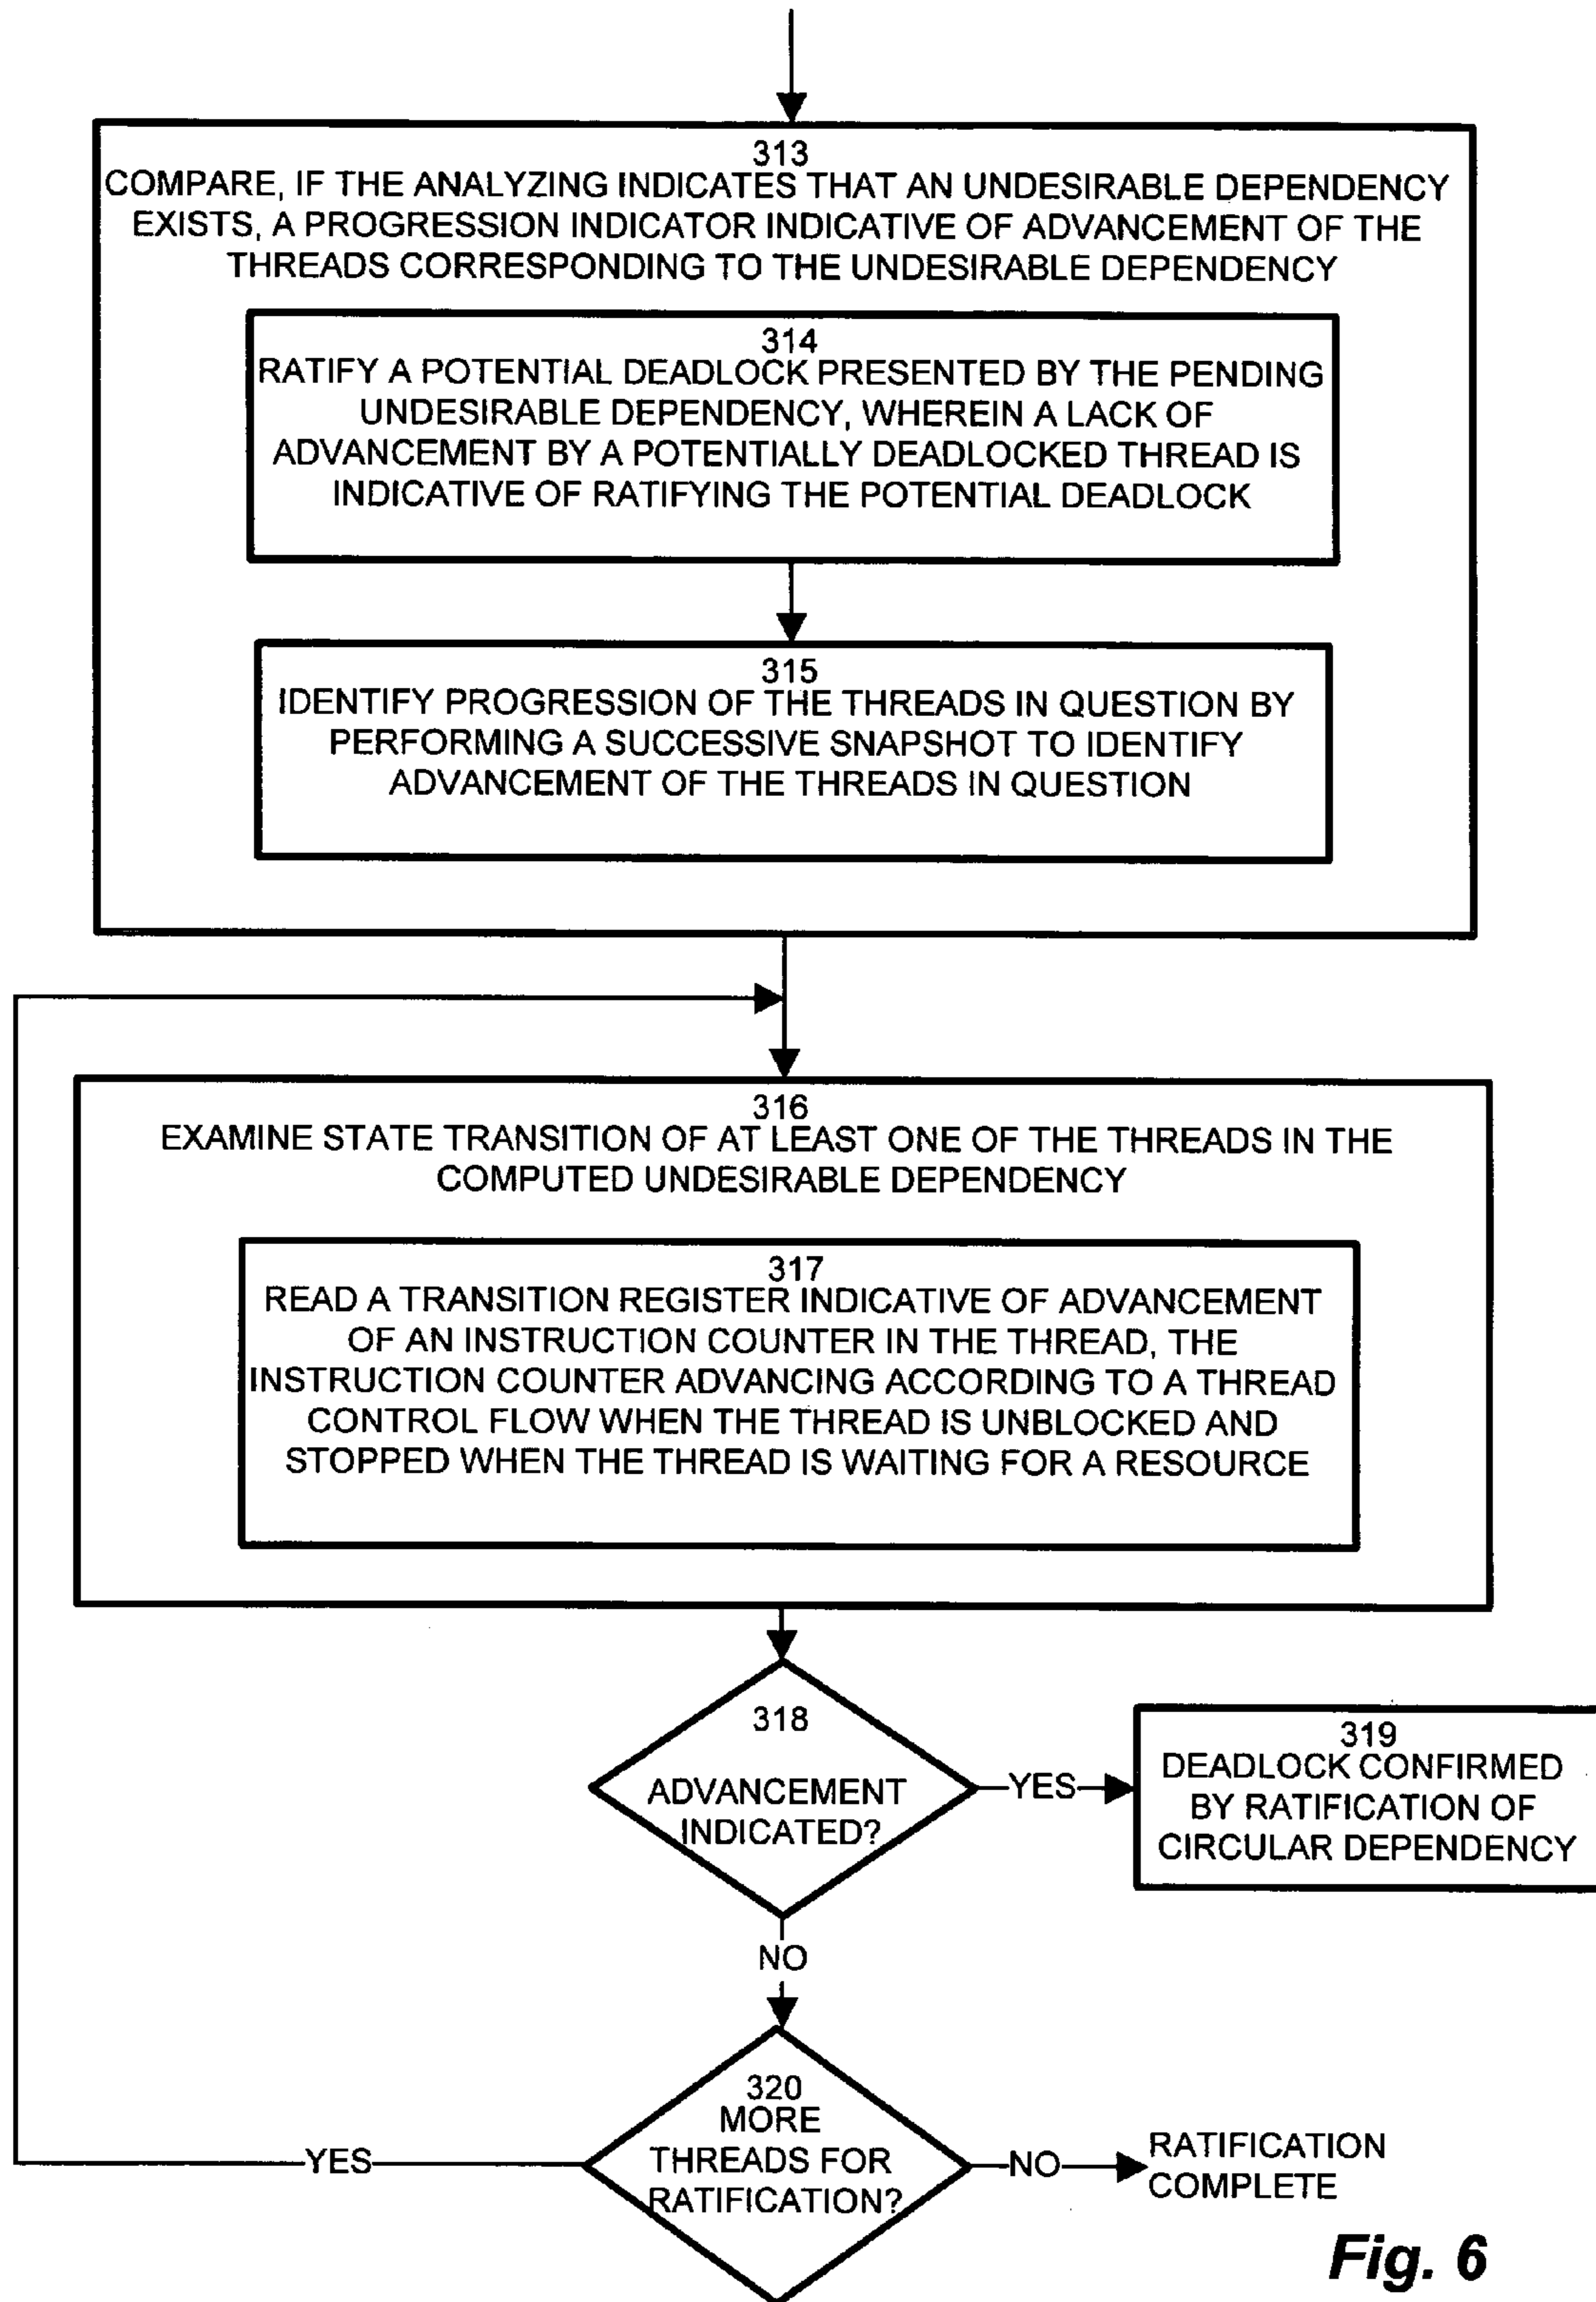 313
COMPARE, IF THE ANALYZING INDICATES THAT AN UNDESIRABLE DEPENDENCY
EXISTS, A PROGRESSION INDICATOR INDICATIVE OF ADVANCEMENT OF THE
THREADS CORRESPONDING TO THE UNDESIRABLE DEPENDENCY
314
RATIFY A POTENTIAL DEADLOCK PRESENTED BY THE PENDING
UNDESIRABLE DEPENDENCY, WHEREIN A LACK OF
ADVANCEMENT BY A POTENTIALLY DEADLOCKED THREAD IS
INDICATIVE OF RATIFYING THE POTENTIAL DEADLOCK
315
IDENTIFY PROGRESSION OF THE THREADS IN QUESTION BY
PERFORMING A SUCCESSIVE SNAPSHOT TO IDENTIFY
ADVANCEMENT OF THE THREADS IN QUESTION
316
EXAMINE STATE TRANSITION OF AT LEAST ONE OF THE THREADS IN THE
COMPUTED UNDESIRABLE DEPENDENCY
317
READ A TRANSITION REGISTER INDICATIVE OF ADVANCEMENT
OF AN INSTRUCTION COUNTER IN THE THREAD, THE
INSTRUCTION COUNTER ADVANCING ACCORDING TO A THREAD
CONTROL FLOW WHEN THE THREAD IS UNBLOCKED AND
STOPPED WHEN THE THREAD IS WAITING FOR A RESOURCE
318
ADVANCEMENT
INDICATED?
YES
319
DEADLOCK CONFIRMED
BY RATIFICATION OF
CIRCULAR DEPENDENCY
NO
320
MORE
THREADS FOR
RATIFICATION?
YES
NO
RATIFICATION
COMPLETE
Fig. 6